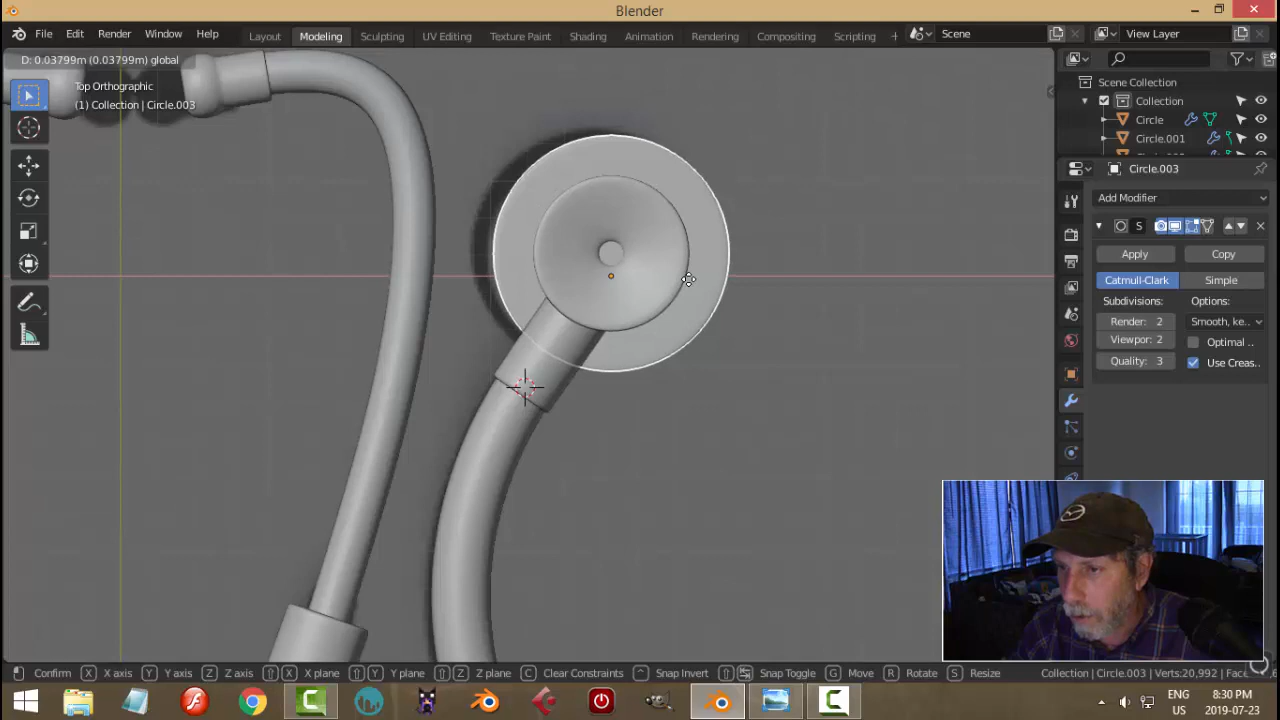 Blender
File Edit Render Window Help
Layout Modeling Sculpting UV Editing Texture Paint Shading Animation Rendering Compositing Scripting +
Scene
View Layer
D: 0.03799m (0.03799m) global
Top Orthographic
(1) Collection | Circle.003
Scene Collection
Collection
Circle
Circle.001
Circle.003
Add Modifier
S
Apply Copy
Catmull-Clark Simple
Subdivisions: Options:
Render: 2 Smooth, ke..
Viewpor: 2 Optimal ..
Quality: 3 Use Creas..
Confirm X X axis Y Y axis Z Z axis X X plane Y Y plane Z Z plane C Clear Constraints Snap Invert Snap Toggle G Move R Rotate S Resize Collection | Circle.003 | Verts:20,992 | Face
ENG 8:30 PM
US 2019-07-23